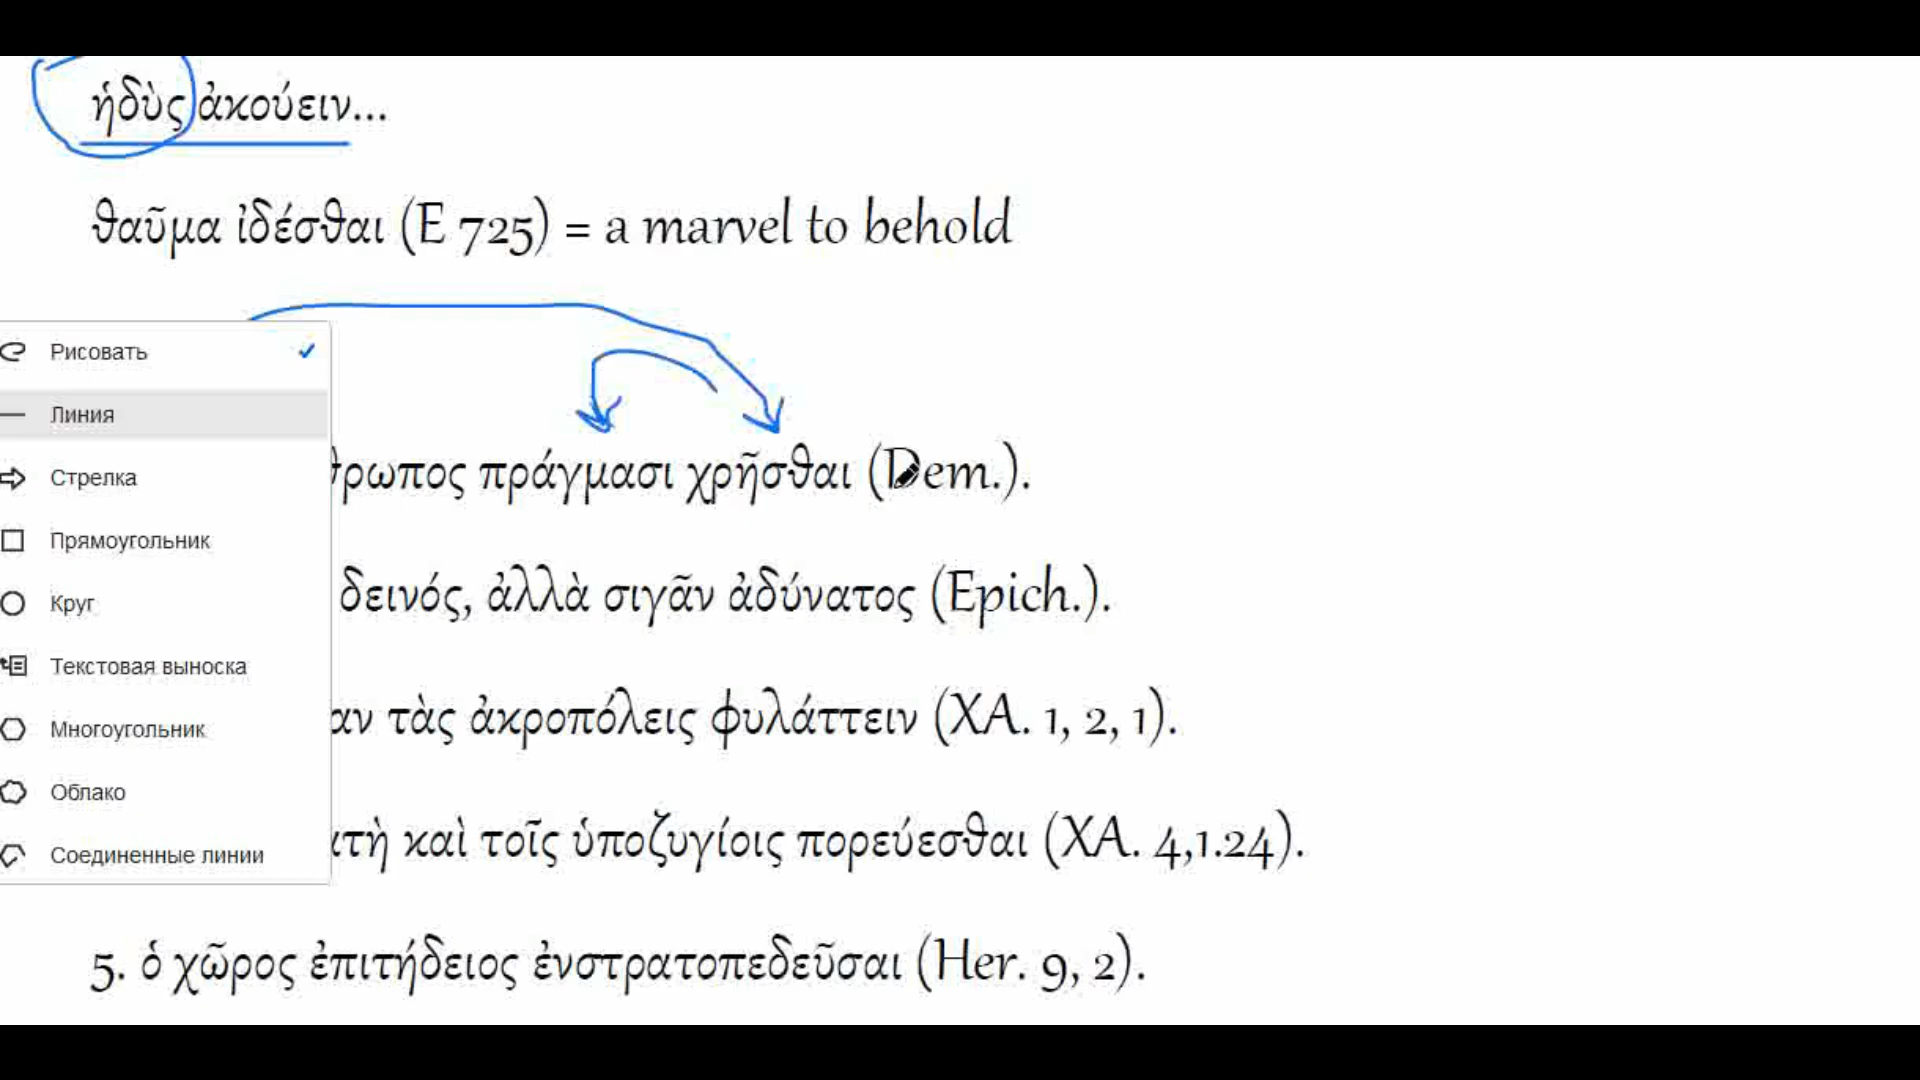 ἡδὺς ἀκούειν...
θαῦμα ἰδέσθαι (E 725) = a marvel to behold
Рисовать
Линия
Стрелка
Прямоугольник
Круг
Текстовая выноска
Многоугольник
Облако
Соединенные линии
θρωπος πράγμασι χρῆσθαι (Dem.).
δεινός, ἀλλὰ σιγᾶν ἀδύνατος (Epich.).
αν τὰς ἀκροπόλεις φυλάττειν (XA. 1, 2, 1).
τὴ καὶ τοῖς ὑποζυγίοις πορεύεσθαι (XA. 4,1.24).
5. ὁ χῶρος ἐπιτήδειος ἐνστρατοπεδεῦσαι (Her. 9, 2).